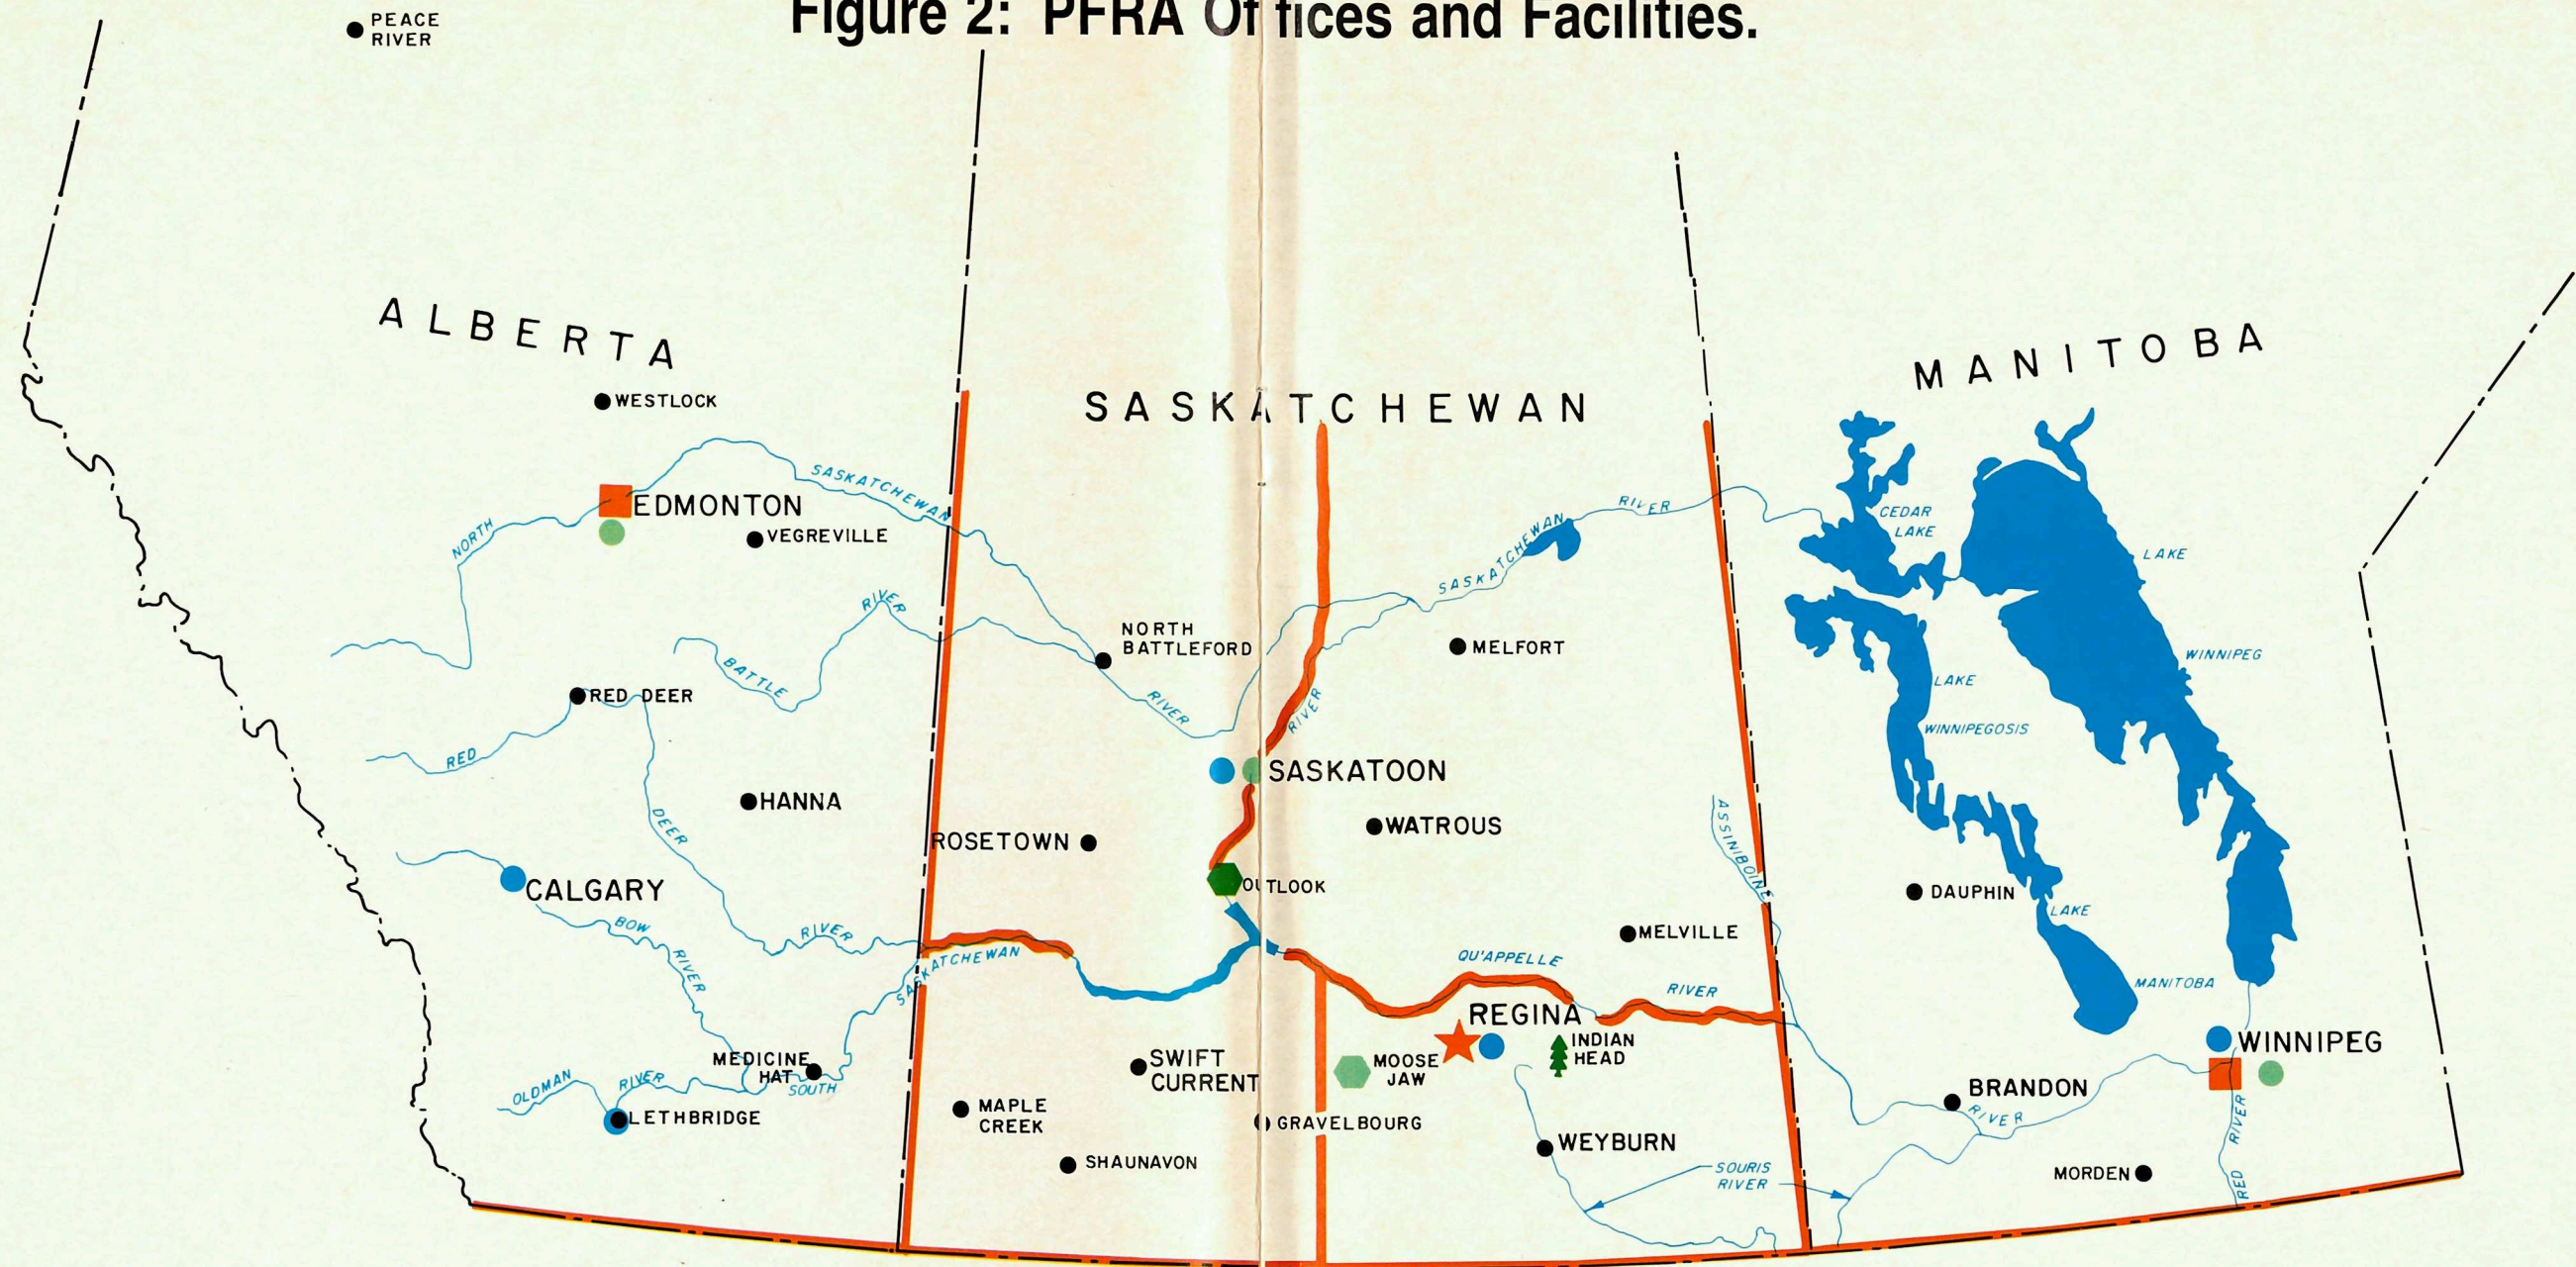 Figure 2: PFRA Offices and Facilities.
PEACE
RIVER
ALBERTA
SASKATCHEWAN
MANITOBA
WESTLOCK
EDMONTON
VEGREVILLE
NORTH
SASKATCHEWAN
RIVER
BATTLE
RIVER
NORTH
BATTLEFORD
RED DEER
RED
DEER
RIVER
HANNA
CALGARY
BOW
RIVER
MEDICINE
HAT
SOUTH
SASKATCHEWAN
RIVER
OLDMAN
RIVER
LETHBRIDGE
ROSETOWN
SASKATOON
OUTLOOK
WATROUS
MELFORT
SASKATCHEWAN
RIVER
MELVILLE
QU'APPELLE
RIVER
REGINA
INDIAN
HEAD
MOOSE
JAW
SWIFT
CURRENT
MAPLE
CREEK
GRAVELBOURG
SHAUNAVON
WEYBURN
SOURIS
RIVER
ASSINIBOINE
RIVER
CEDAR
LAKE
LAKE
WINNIPEG
LAKE
WINNIPEGOSIS
DAUPHIN
LAKE
MANITOBA
WINNIPEG
BRANDON
MORDEN
RED
RIVER